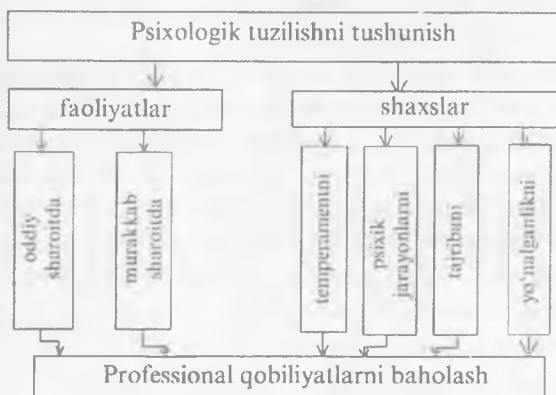 Psixologik tuzilishni tushunish
faoliyatlar
shaxslar
oddiy
sharoitda
murakkab
sharoitda
temperamentni
psixik
jarayonlarni
tajribani
yo'nalganlikni
Professional qobiliyatlarni baholash